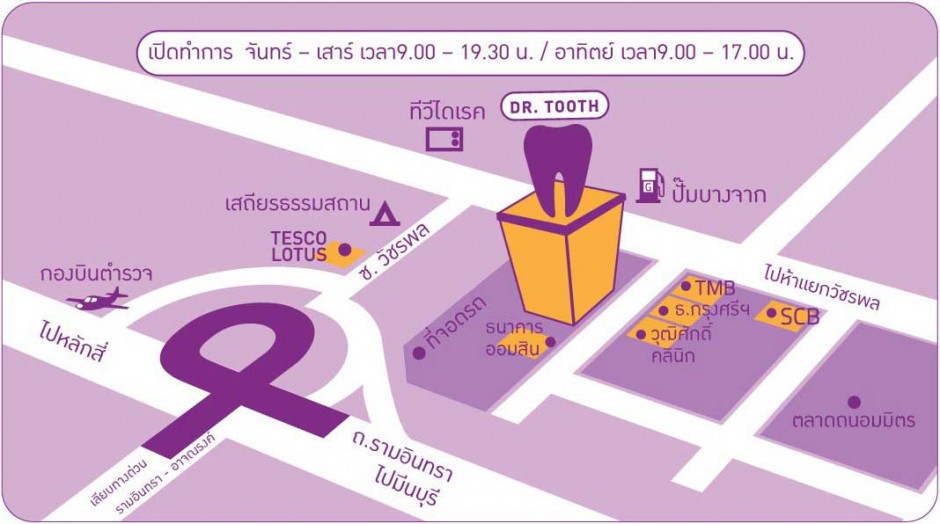 เปิดทำการ จันทร์ – เสาร์ เวลา9.00 – 19.30 น. / อาทิตย์ เวลา9.00 – 17.00 น.
ทีวีไดเรค
DR. TOOTH
ปั๊มบางจาก
เสถียรธรรมสถาน
TESCO
LOTUS
ซ. วัชรพล
กองบินตำรวจ
ไปหลักสี่
ที่จอดรถ
ธนาคาร
ออมสิน
TMB
ธ.กรุงศรีฯ
วุฒิศักดิ์
คลินิก
SCB
ไปห้าแยกวัชรพล
ตลาดถนอมมิตร
ถ.รามอินทรา
ไปมีนบุรี
เลียบทางด่วน
รามอินทรา - อาจณรงค์